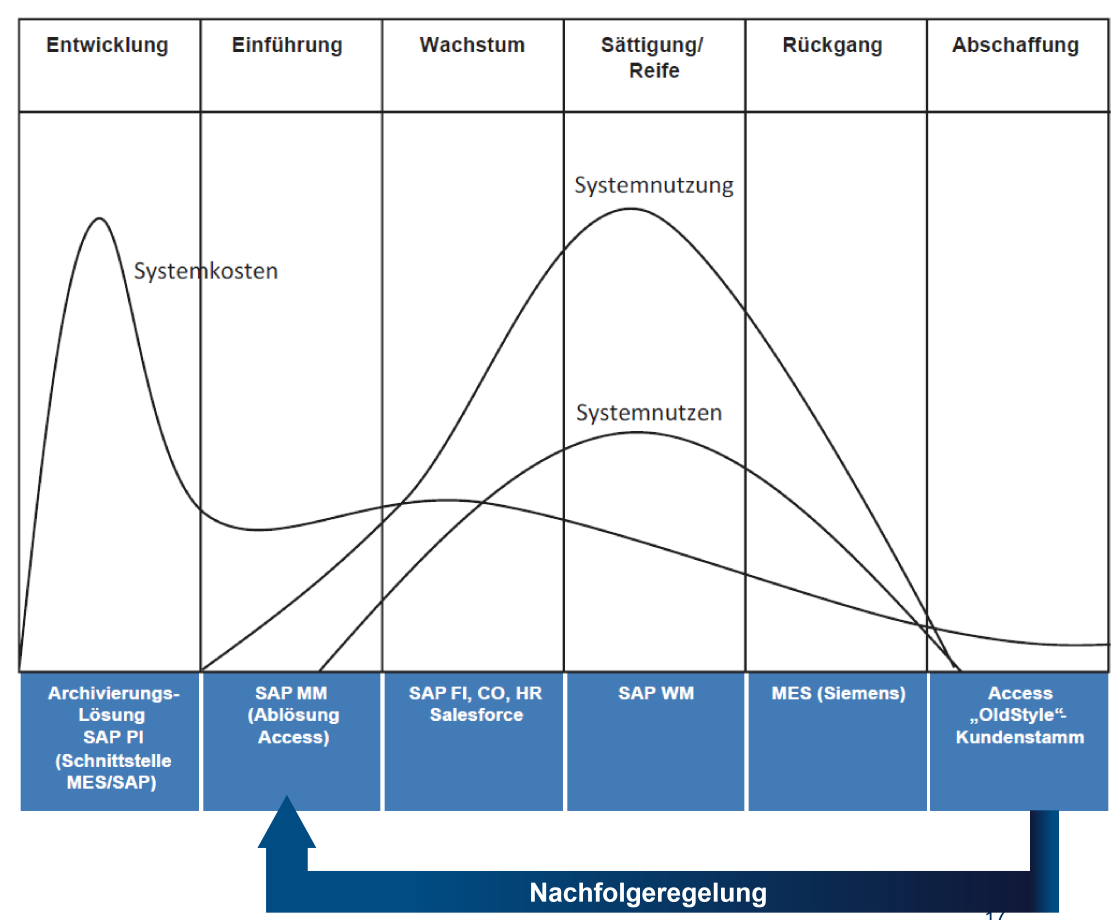 Entwicklung
Einführung
Wachstum
Sättigung/
Reife
Rückgang
Abschaffung
Systemnutzung
Systemkosten
Systemnutzen
Archivierungs-
Lösung
SAP PI
(Schnittstelle
MES/SAP)
SAP MM
(Ablösung
Access)
SAP FI, CO, HR
Salesforce
SAP WM
MES (Siemens)
Access
„OldStyle“-
Kundenstamm
Nachfolgeregelung
17